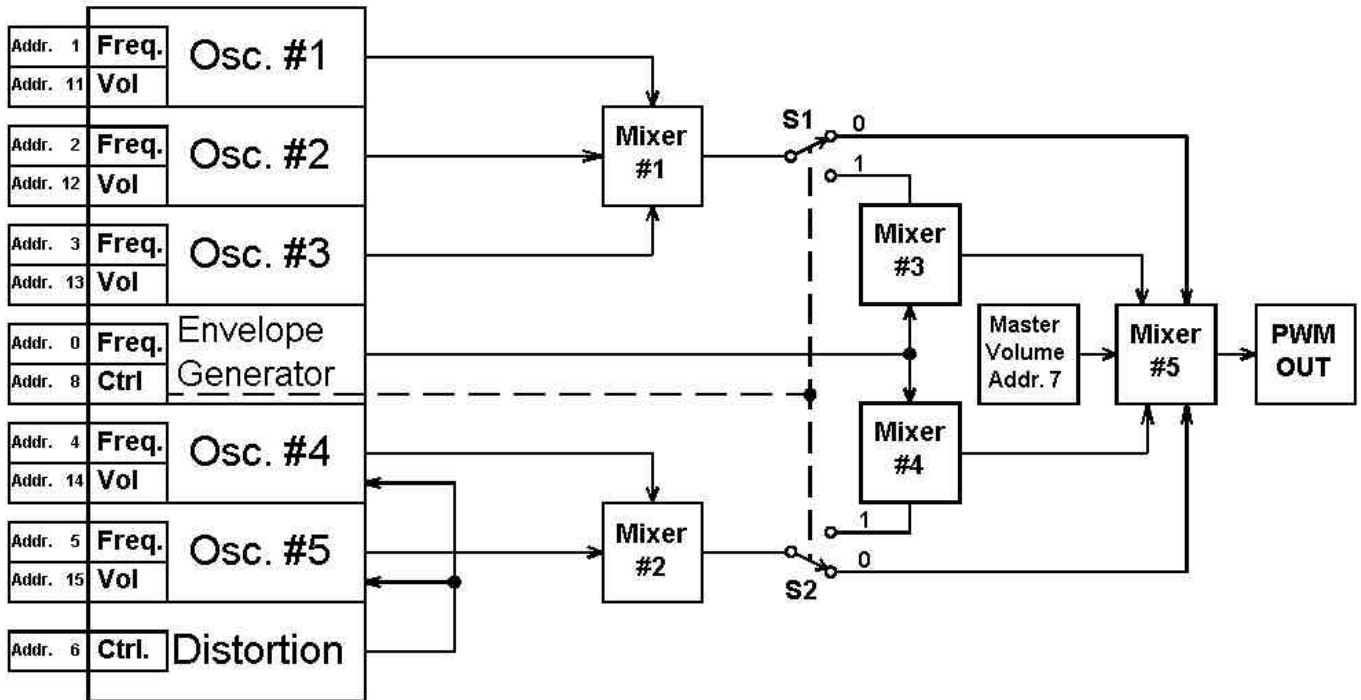 Addr. 1 Freq. Osc. #1
Addr. 11 Vol
Addr. 2 Freq. Osc. #2
Addr. 12 Vol
Addr. 3 Freq. Osc. #3
Addr. 13 Vol
Addr. 0 Freq. Envelope
Addr. 8 Ctrl Generator
Addr. 4 Freq. Osc. #4
Addr. 14 Vol
Addr. 5 Freq. Osc. #5
Addr. 15 Vol
Addr. 6 Ctrl. Distortion
Mixer
#1
Mixer
#2
S1
0
1
Mixer
#3
Mixer
#4
1
0
S2
Master
Volume
Addr. 7
Mixer
#5
PWM
OUT